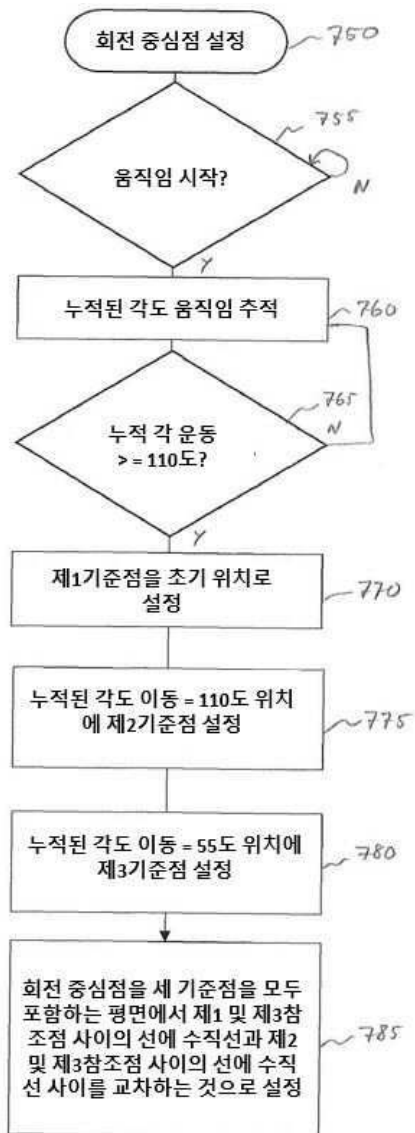 회전 중심점 설정
750
755
움직임 시작?
N
Y
누적된 각도 움직임 추적
760
765
누적 각 운동
> = 110도?
N
Y
제1기준점을 초기 위치로
설정
770
누적된 각도 이동 = 110도 위치
에 제2기준점 설정
775
누적된 각도 이동 = 55도 위치에
제3기준점 설정
780
회전 중심점을 세 기준점을 모두
포함하는 평면에서 제1 및 제3참
조점 사이의 선에 수직선과 제2
및 제3참조점 사이의 선에 수직
선 사이를 교차하는 것으로 설정
785